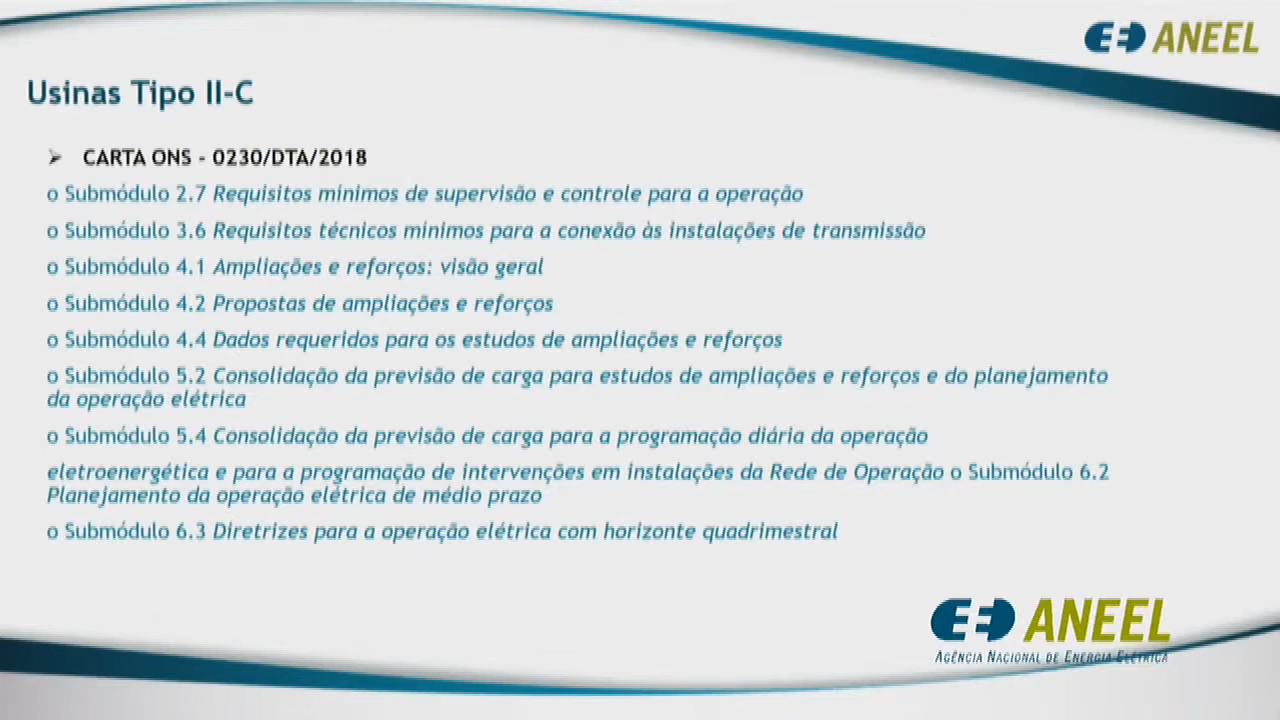 ANEEL
Usinas Tipo II-C
➢ CARTA ONS - 0230/DTA/2018
o Submódulo 2.7 Requisitos mínimos de supervisão e controle para a operação
o Submódulo 3.6 Requisitos técnicos mínimos para a conexão às instalações de transmissão
o Submódulo 4.1 Ampliações e reforços: visão geral
o Submódulo 4.2 Propostas de ampliações e reforços
o Submódulo 4.4 Dados requeridos para os estudos de ampliações e reforços
o Submódulo 5.2 Consolidação da previsão de carga para estudos de ampliações e reforços e do planejamento
da operação elétrica
o Submódulo 5.4 Consolidação da previsão de carga para a programação diária da operação
eletroenergética e para a programação de intervenções em instalações da Rede de Operação o Submódulo 6.2
Planejamento da operação elétrica de médio prazo
o Submódulo 6.3 Diretrizes para a operação elétrica com horizonte quadrimestral
ANEEL
AGÊNCIA NACIONAL DE ENERGIA ELÉTRICA